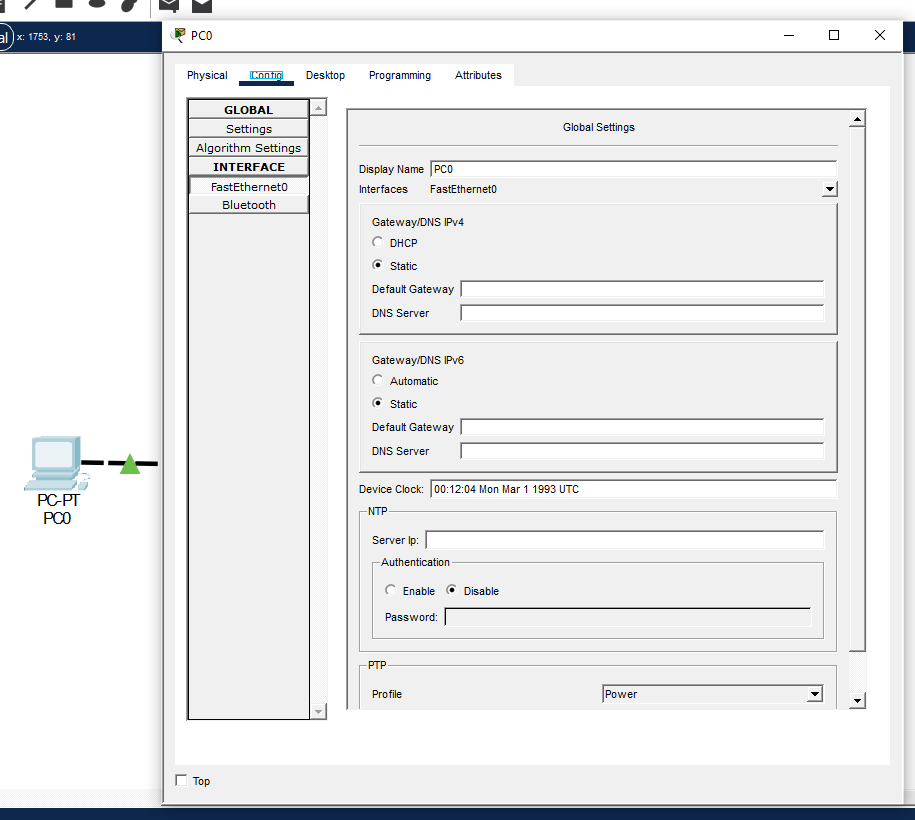 al x: 1753, y: 81
PC0
Physical Config Desktop Programming Attributes
GLOBAL
Settings
Algorithm Settings
INTERFACE
FastEthernet0
Bluetooth
Global Settings
Display Name PC0
Interfaces FastEthernet0
Gateway/DNS IPv4
DHCP
Static
Default Gateway
DNS Server
Gateway/DNS IPv6
Automatic
Static
Default Gateway
DNS Server
Device Clock: 00:12:04 Mon Mar 1 1993 UTC
NTP
Server Ip:
Authentication
Enable Disable
Password:
PTP
Profile Power
PC-PT
PC0
Top